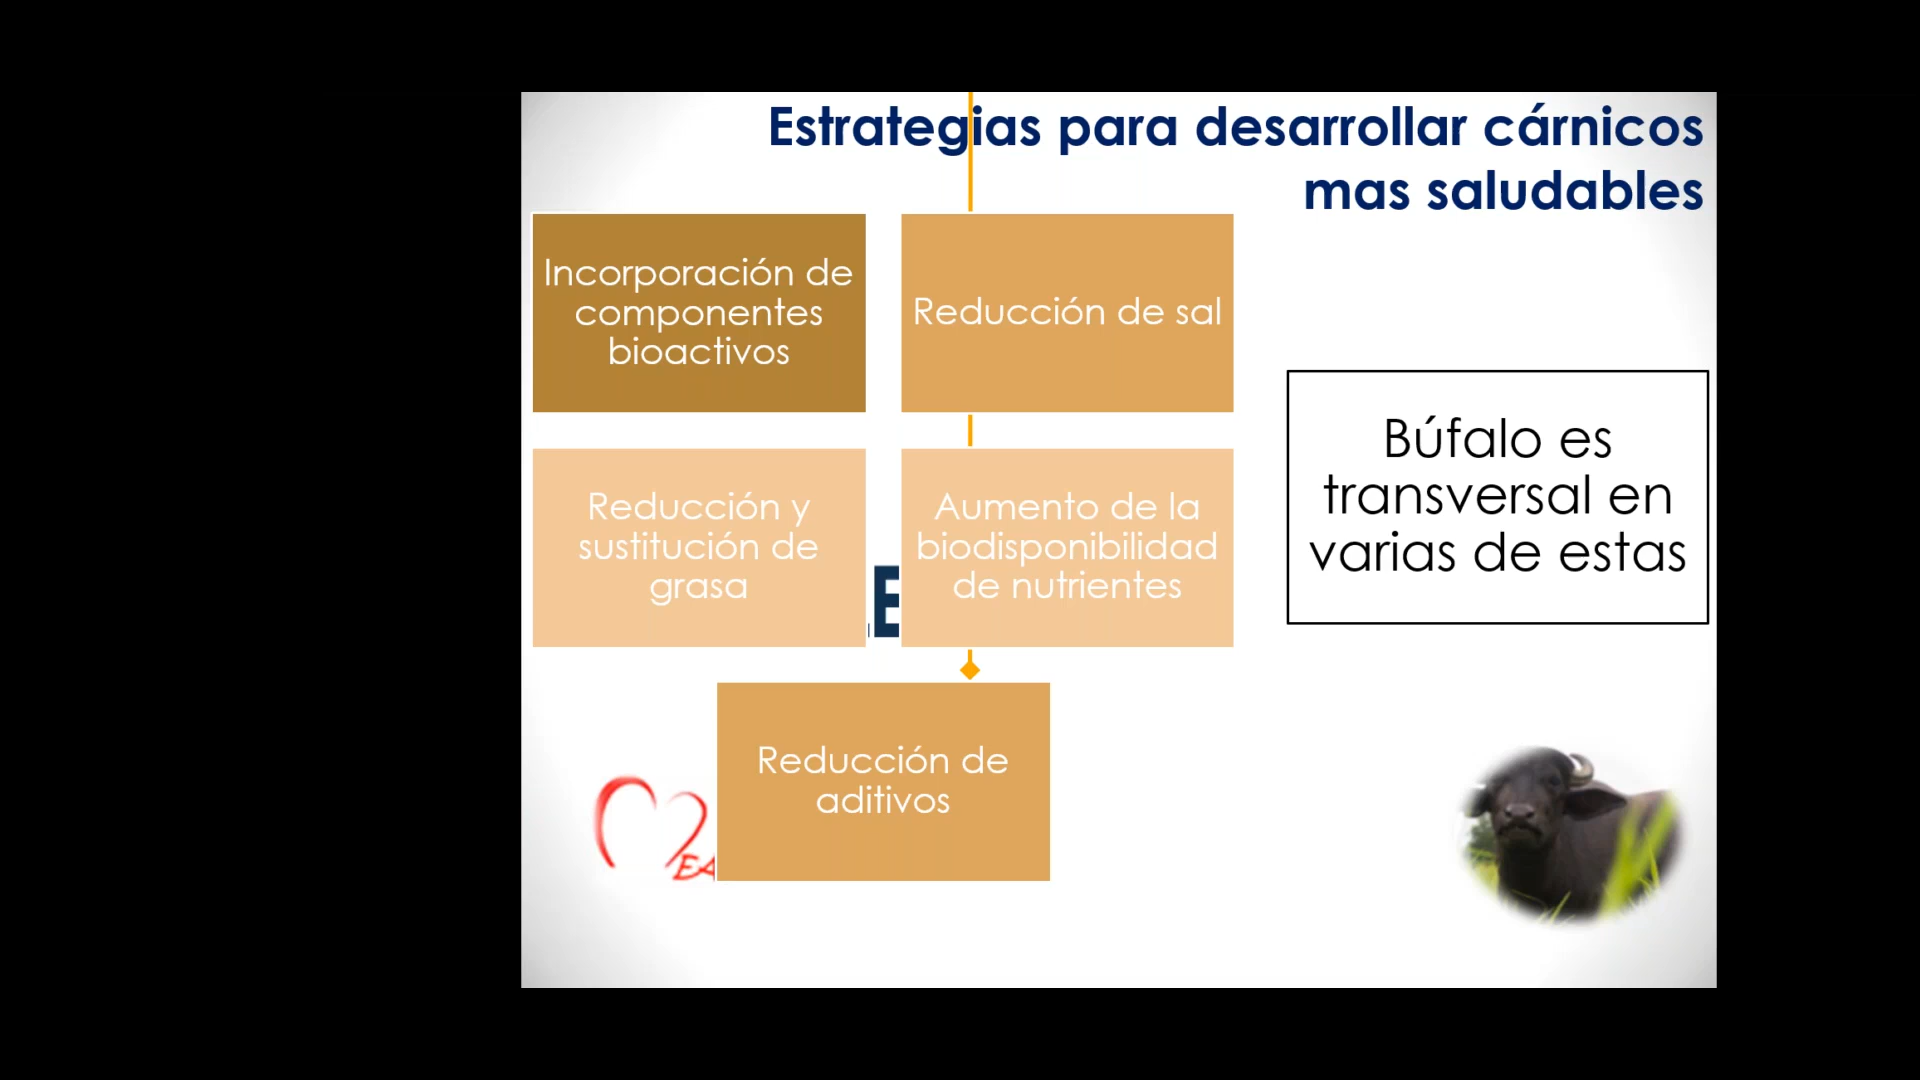 Estrategias para desarrollar cárnicos
mas saludables
Incorporación de
componentes
bioactivos
Reducción de sal
Reducción y
sustitución de
grasa
Aumento de la
biodisponibilidad
de nutrientes
Búfalo es
transversal en
varias de estas
E
Reducción de
aditivos
EA